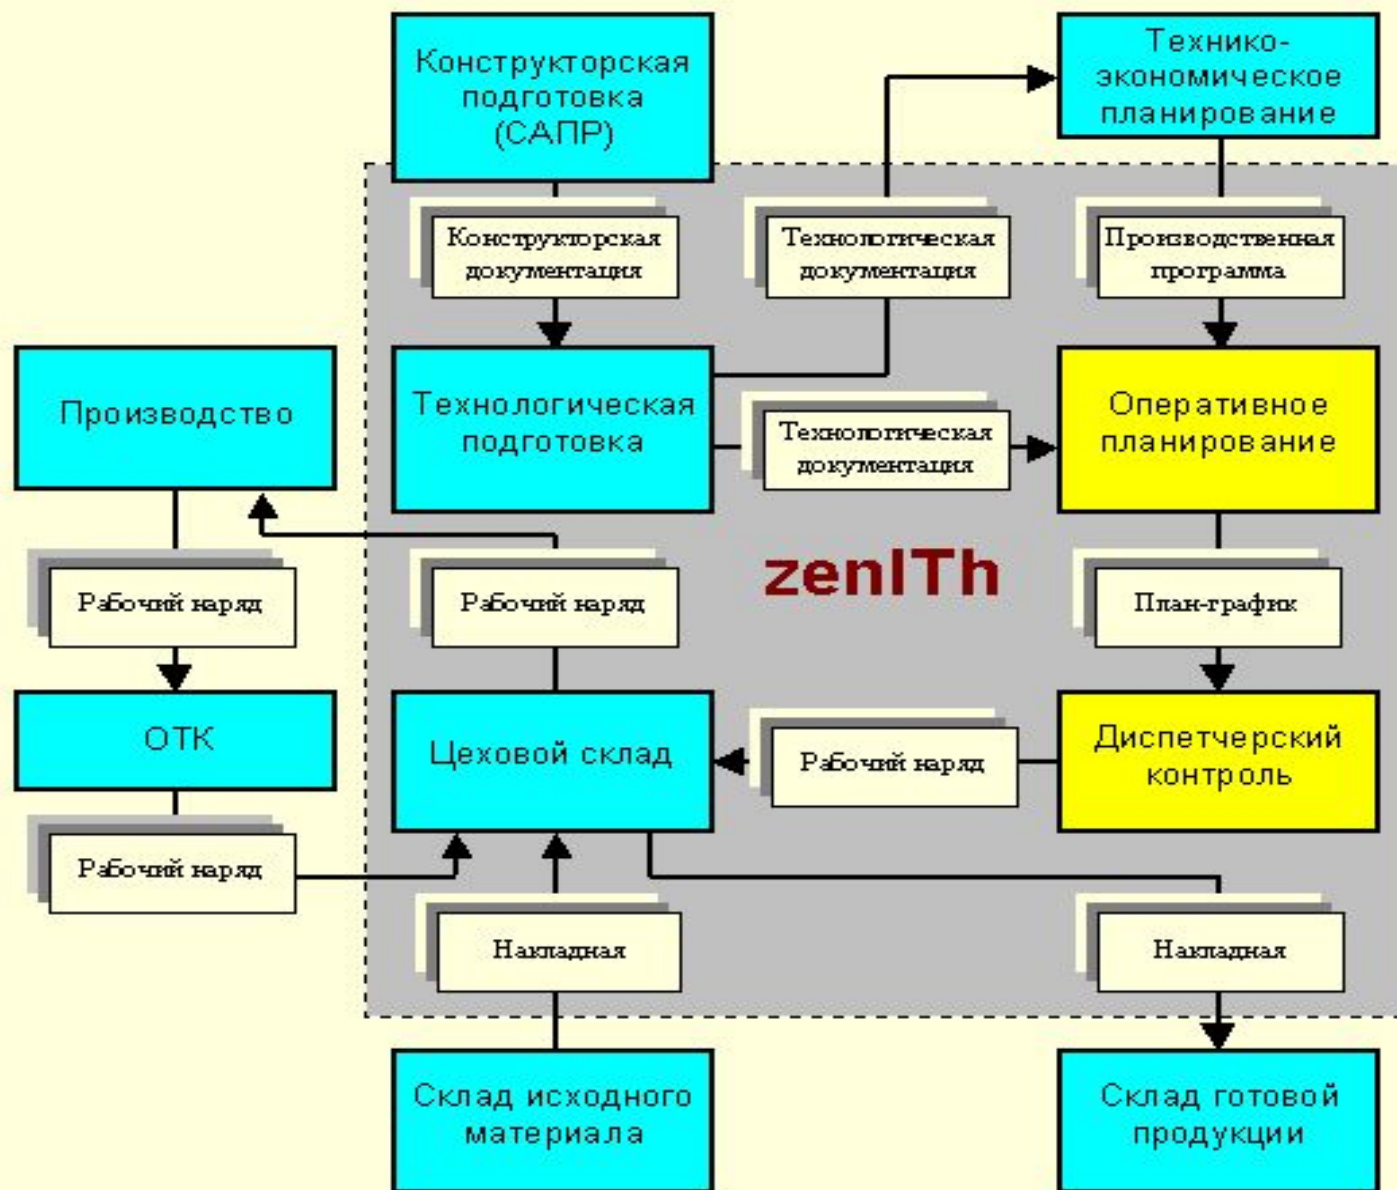 Конструкторская
подготовка
(САПР)
Технико-
экономическое
планирование
Конструкторская
документация
Технологическая
документация
Производственная
программа
Производство
Технологическая
подготовка
Технологическая
документация
Оперативное
планирование
zenITh
Рабочий наряд
Рабочий наряд
План-график
ОТК
Цеховой склад
Рабочий наряд
Диспетчерский
контроль
Рабочий наряд
Накладная
Накладная
Склад исходного
материала
Склад готовой
продукции